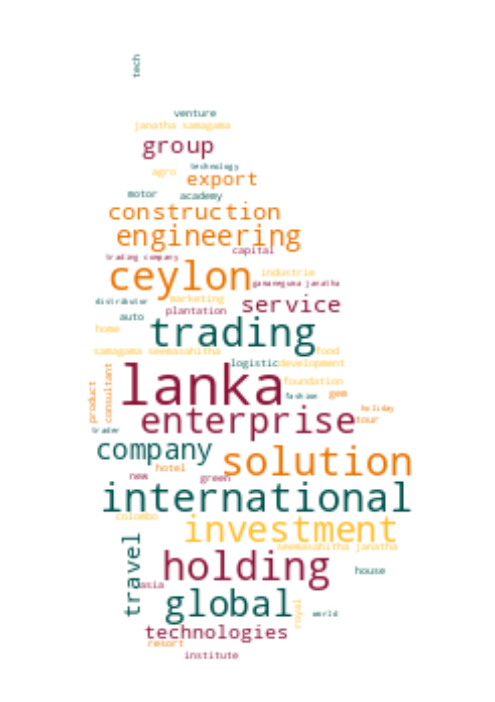 tech
venture
janatha samagama
group
technology
agro
export
motor
academy
construction
engineering
capital
trading company
ceylon
industrie
gammeguna janatha
distributor
marketing
service
plantation
auto
home
trading
samagama seemasahitha
food
logistic
development
lanka
foundation
product
consultant
fashion
gem
enterprise
holiday
tour
trader
company
solution
hotel
new
green
international
colombo
investment
seemasahitha janatha
travel
holding
house
asia
global
royal
world
technologies
resort
institute